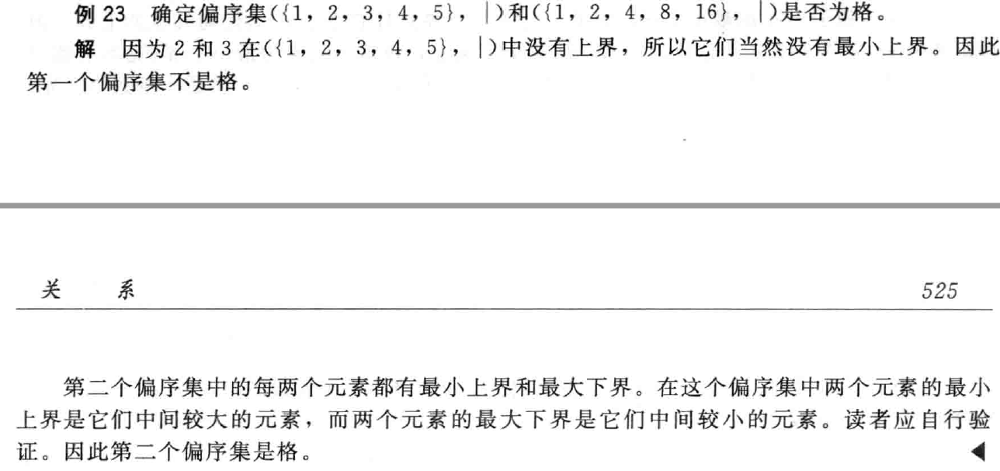 例 23 确定偏序集({1，2，3，4，5}，|)和({1，2，4，8，16}，|)是否为格。
解 因为 2 和 3 在({1，2，3，4，5}，|)中没有上界，所以它们当然没有最小上界。因此
第一个偏序集不是格。
关 系 525
第二个偏序集中的每两个元素都有最小上界和最大下界。在这个偏序集中两个元素的最小
上界是它们中间较大的元素，而两个元素的最大下界是它们中间较小的元素。读者应自行验
证。因此第二个偏序集是格。 ◀